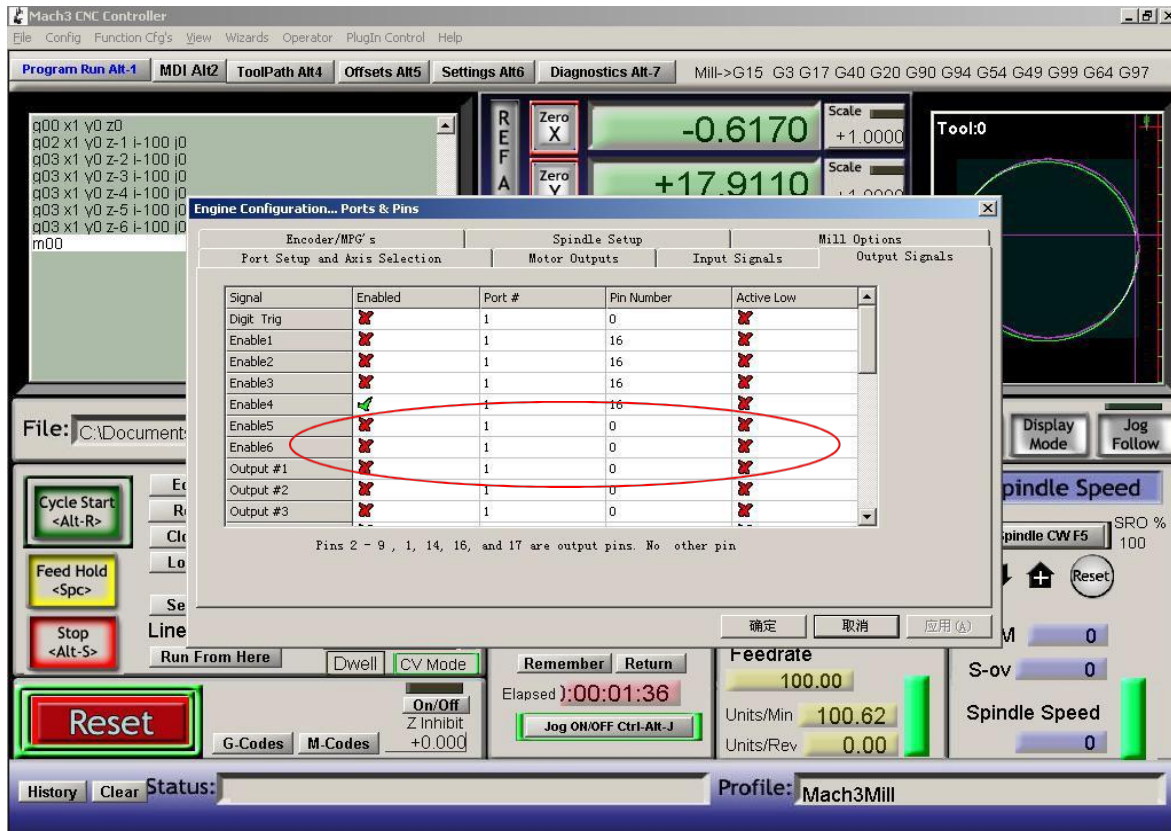 Mach3 CNC Controller
File Config Function Cfg's View Wizards Operator PlugIn Control Help
Program Run Alt-1 MDI Alt2 ToolPath Alt4 Offsets Alt5 Settings Alt6 Diagnostics Alt-7 Mill->G15 G3 G17 G40 G20 G90 G94 G54 G49 G99 G64 G97
g00 x1 y0 z0
g02 x1 y0 z-1 i-100 j0
g03 x1 y0 z-2 i-100 j0
g03 x1 y0 z-3 i-100 j0
g03 x1 y0 z-4 i-100 j0
g03 x1 y0 z-5 i-100 j0
g03 x1 y0 z-6 i-100 j0
m00
R
E
F
A
Zero X -0.6170 Scale +1.0000
Zero Y +17.9110 Scale +1.0000
Tool:0
Engine Configuration... Ports & Pins
Encoder/MPG's Spindle Setup Mill Options
Port Setup and Axis Selection Motor Outputs Input Signals Output Signals
Signal Enabled Port # Pin Number Active Low
Digit Trig 1 0
Enable1 1 16
Enable2 1 16
Enable3 1 16
Enable4 1 16
Enable5 1 0
Enable6 1 0
Output #1 1 0
Output #2 1 0
Output #3 1 0
Pins 2 - 9 , 1, 14, 16, and 17 are output pins. No other pin
确定 取消 应用(A)
File: C:\Document
Display Mode
Jog Follow
Cycle Start <Alt-R>
Feed Hold <Spc>
Stop <Alt-S>
Line
Run From Here
Dwell CV Mode
Reset
G-Codes M-Codes
On/Off
Z Inhibit
+0.000
Remember Return
Elapsed 00:01:36
Jog ON/OFF Ctrl-Alt-J
Feedrate
100.00
Units/Min 100.62
Units/Rev 0.00
pindle Speed
pindle CW F5
SRO %
100
Reset
M 0
S-ov 0
Spindle Speed
0
History Clear Status:
Profile: Mach3Mill